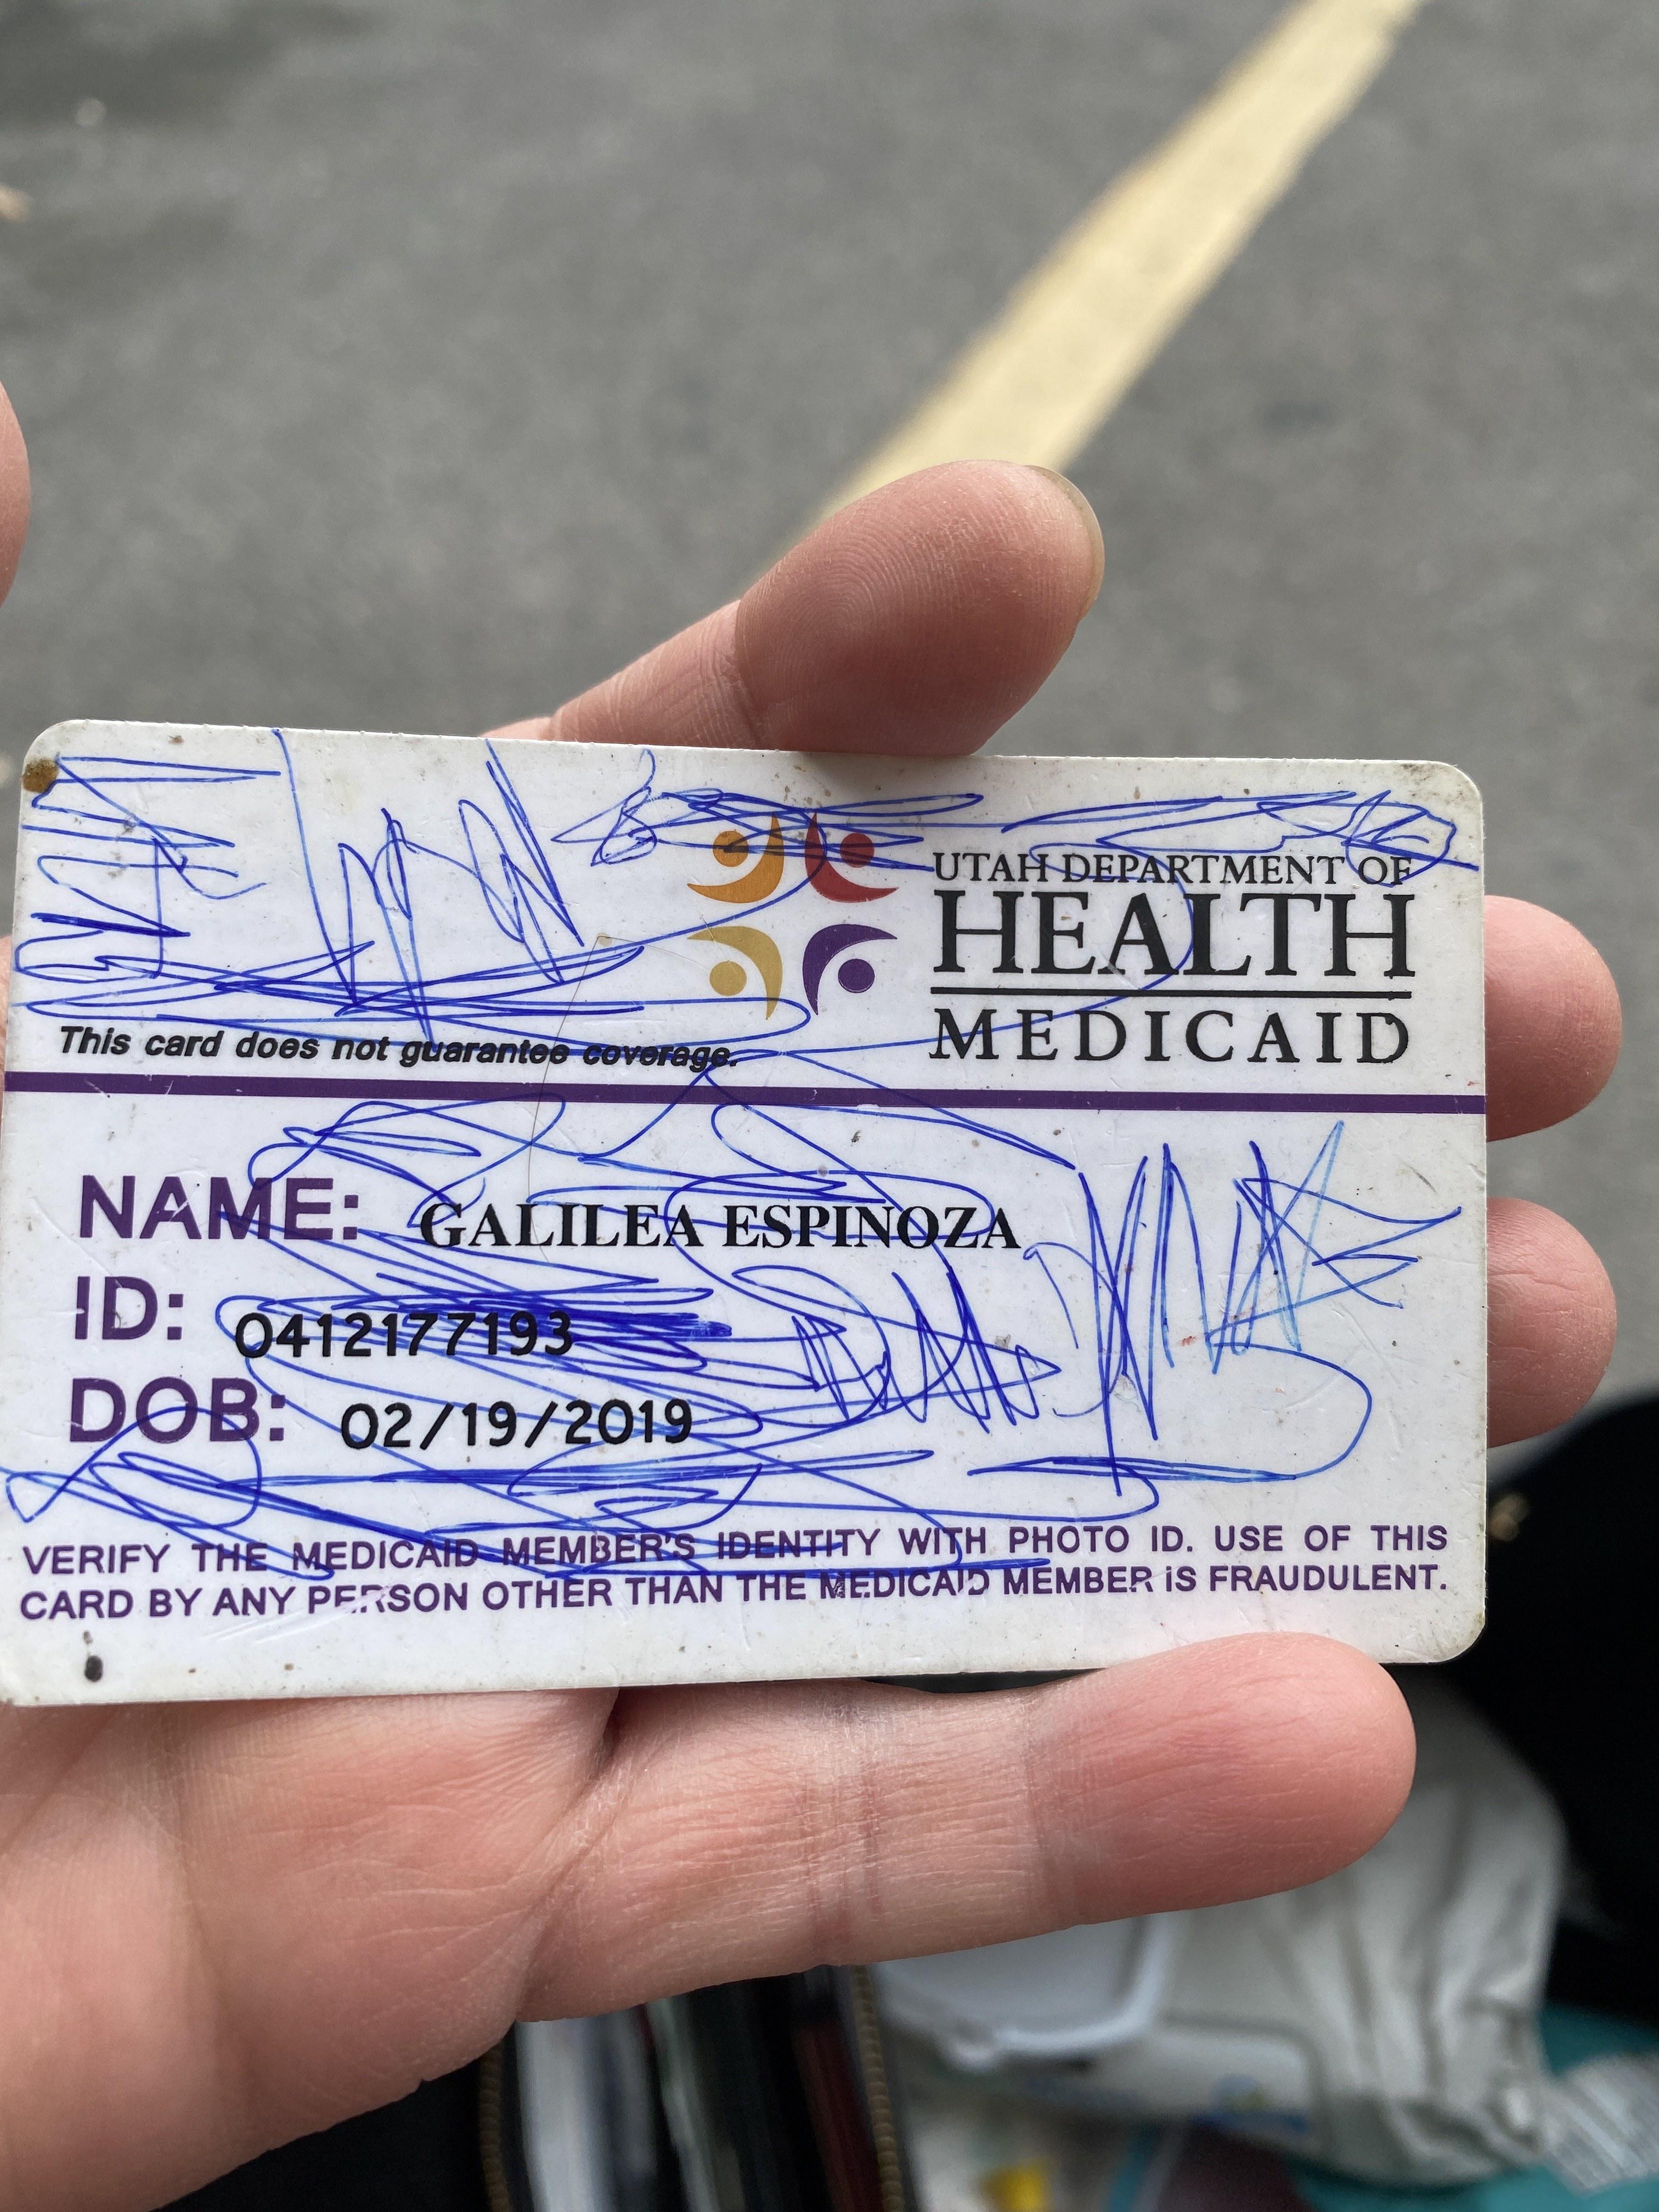 UTAH DEPARTMENT OF
HEALTH
MEDICAID
This card does not guarantee coverage.
NAME: GALILEA ESPINOZA
ID: 0412177193
DOB: 02/19/2019
VERIFY THE MEDICAID MEMBER'S IDENTITY WITH PHOTO ID. USE OF THIS
CARD BY ANY PERSON OTHER THAN THE MEDICAID MEMBER IS FRAUDULENT.